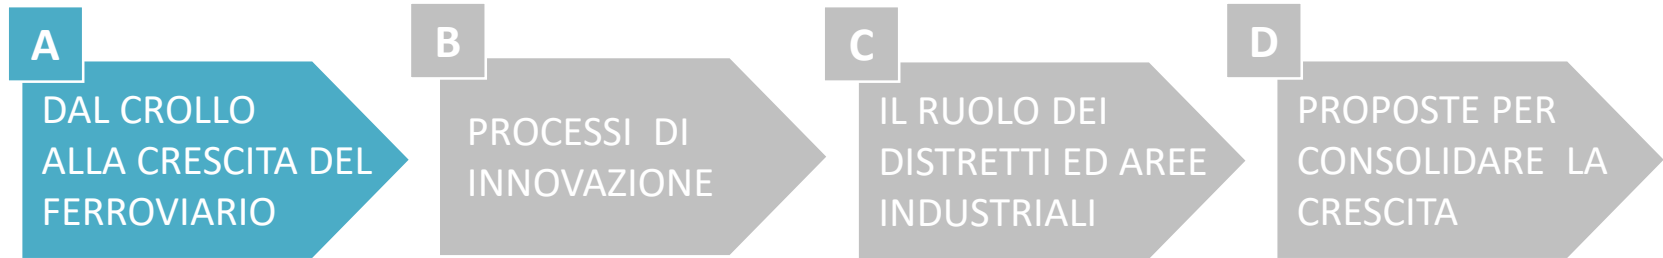 A
DAL CROLLO
ALLA CRESCITA DEL
FERROVIARIO
B
PROCESSI DI
INNOVAZIONE
C
IL RUOLO DEI
DISTRETTI ED AREE
INDUSTRIALI
D
PROPOSTE PER
CONSOLIDARE LA
CRESCITA